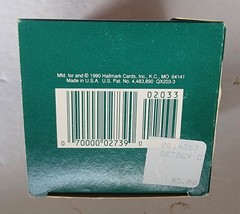 Mfd. for and © 1990 Hallmark Cards, Inc., K.C., MO 64141
Made in U.S.A. U.S. Pat. No. 4,483,890 QX203-3
02033
0 70000 02739